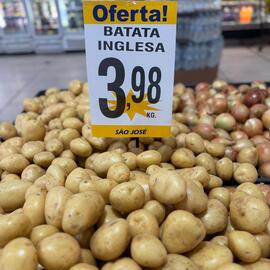 Oferta!
BATATA
INGLESA
3,98
KG.
SÃO JOSÉ